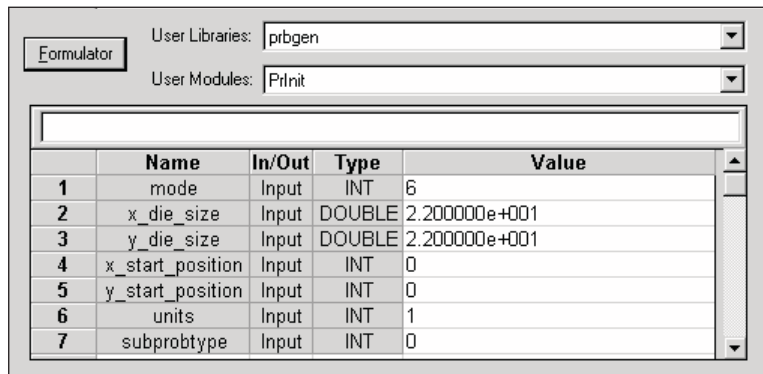 User Libraries: prbgen
Formulator
User Modules: PrInit
Name In/Out Type Value
1 mode Input INT 6
2 x_die_size Input DOUBLE 2.200000e+001
3 y_die_size Input DOUBLE 2.200000e+001
4 x_start_position Input INT 0
5 y_start_position Input INT 0
6 units Input INT 1
7 subprobtype Input INT 0